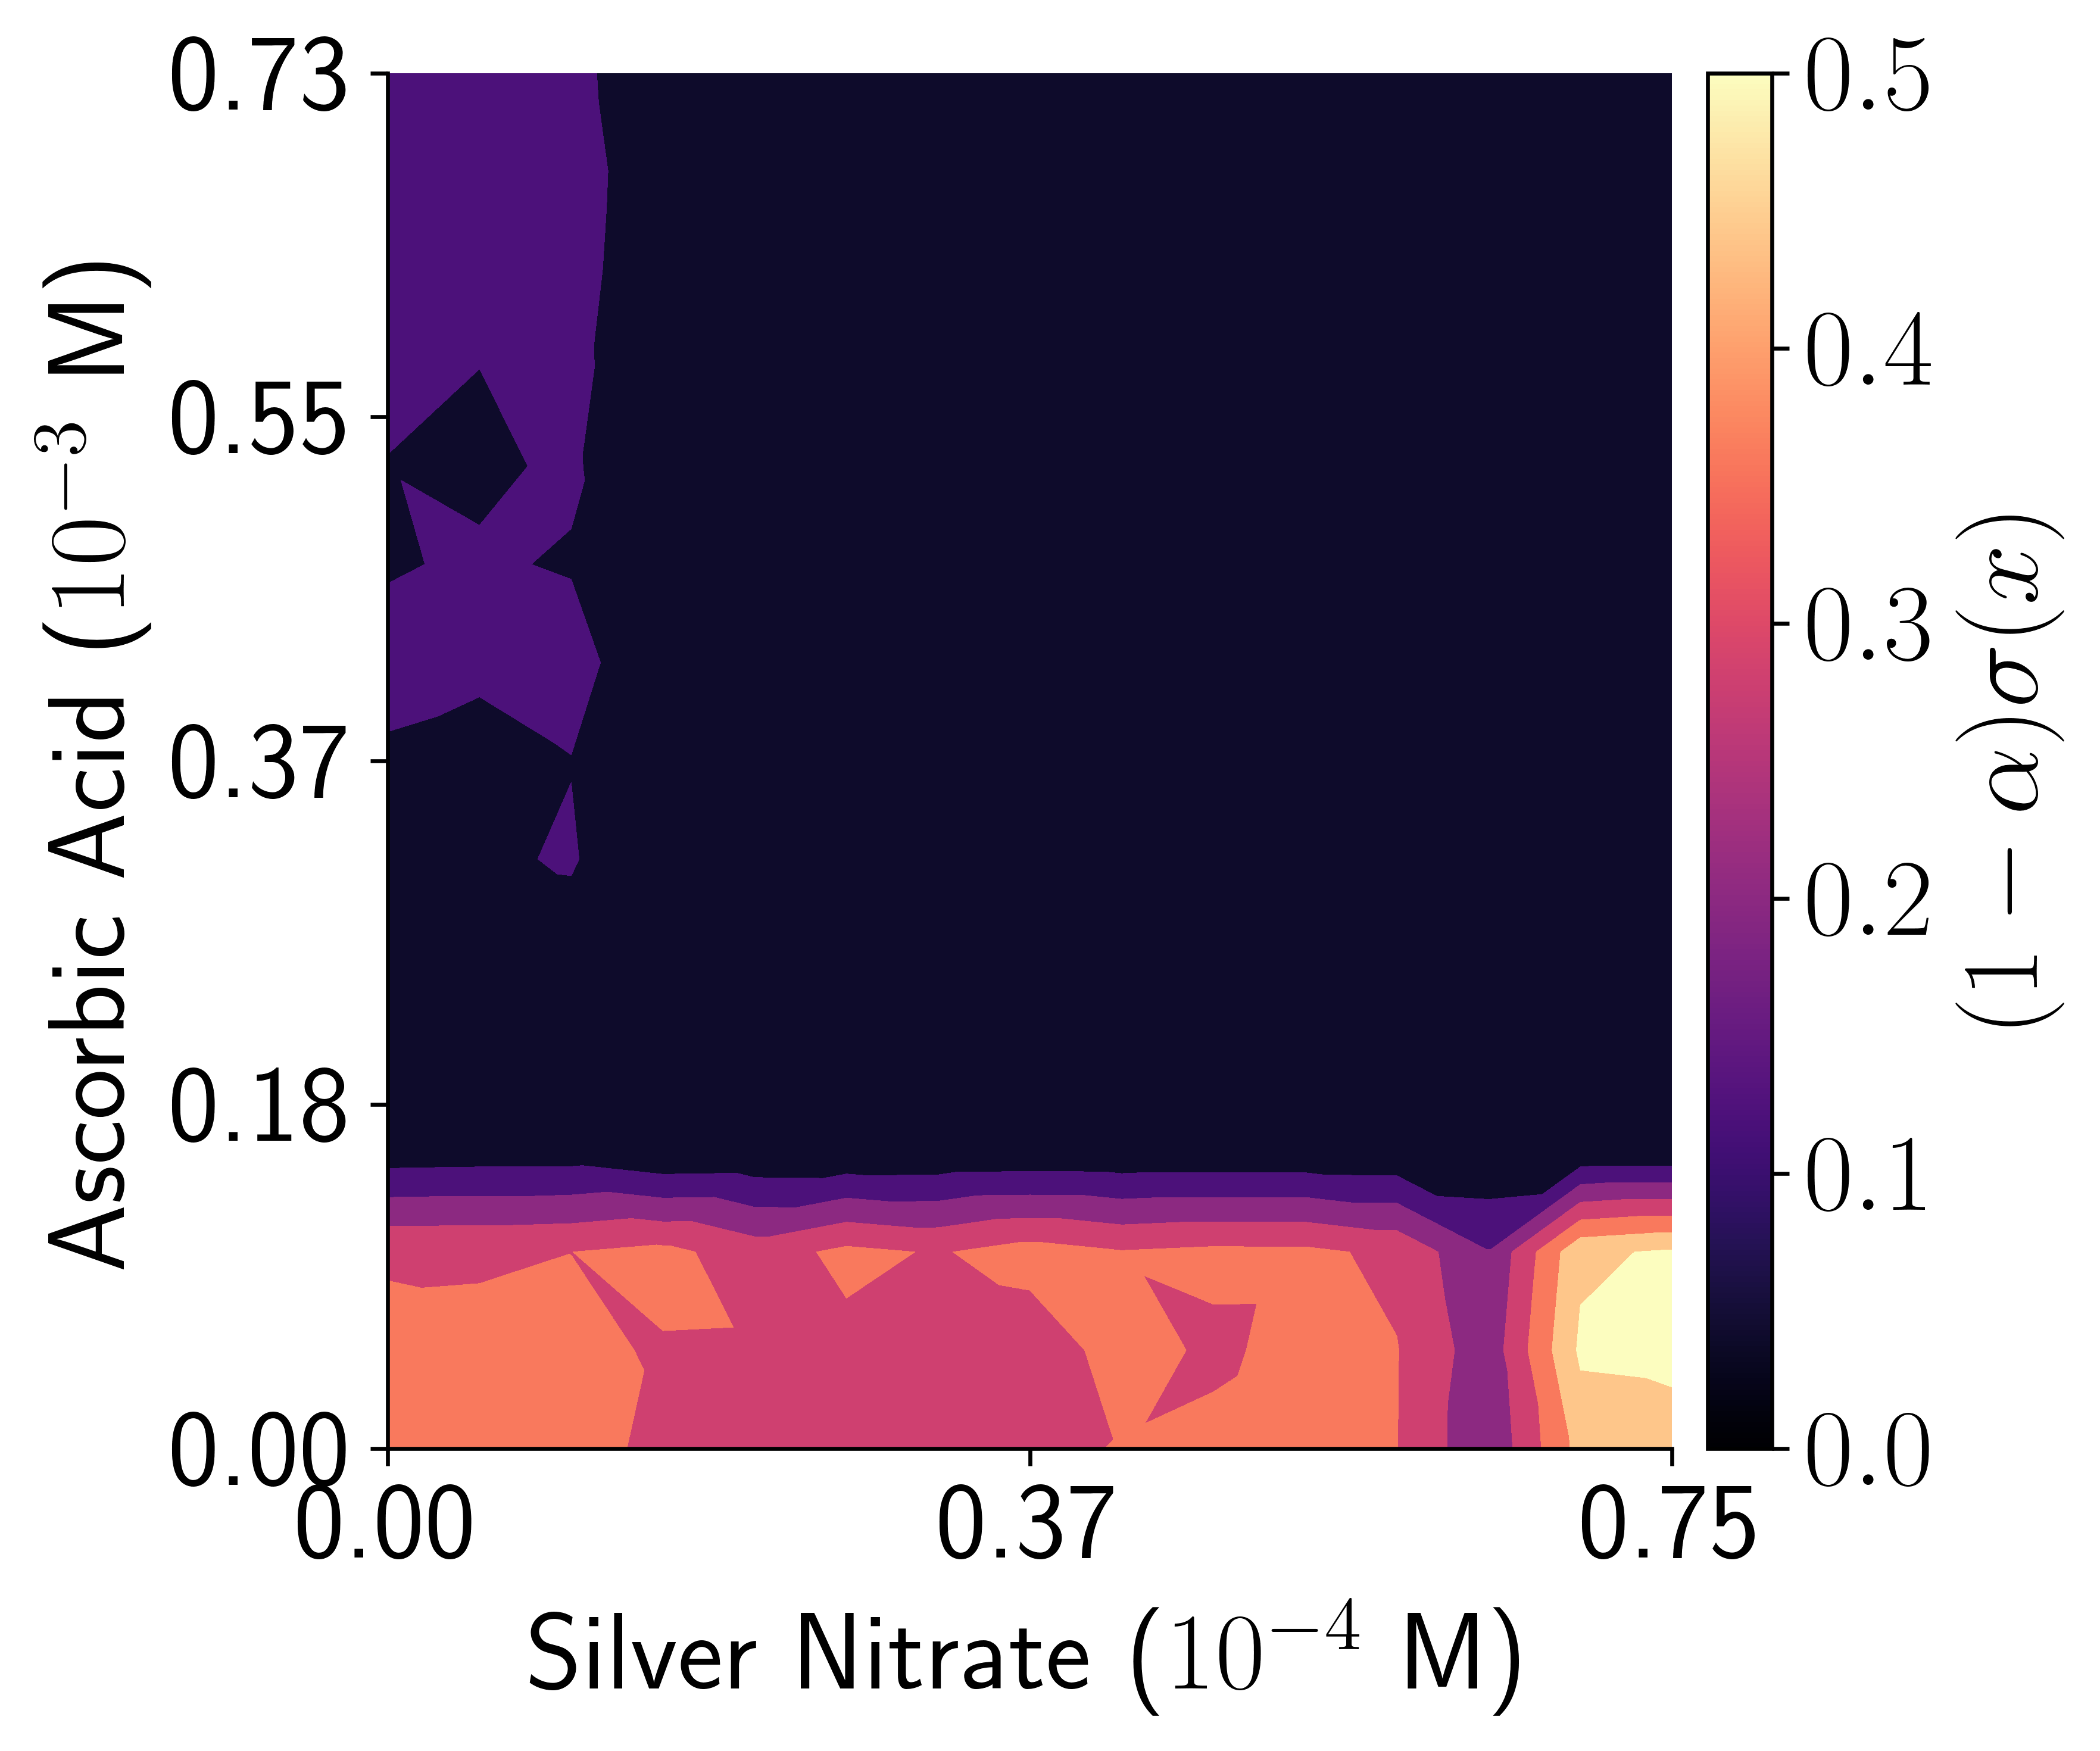 0.73
0.55
0.37
0.18
0.00
Ascorbic Acid (10⁻³ M)
0.00 0.37 0.75
Silver Nitrate (10⁻⁴ M)
0.5
0.4
0.3
0.2
0.1
0.0
(1 − α)σ(x)